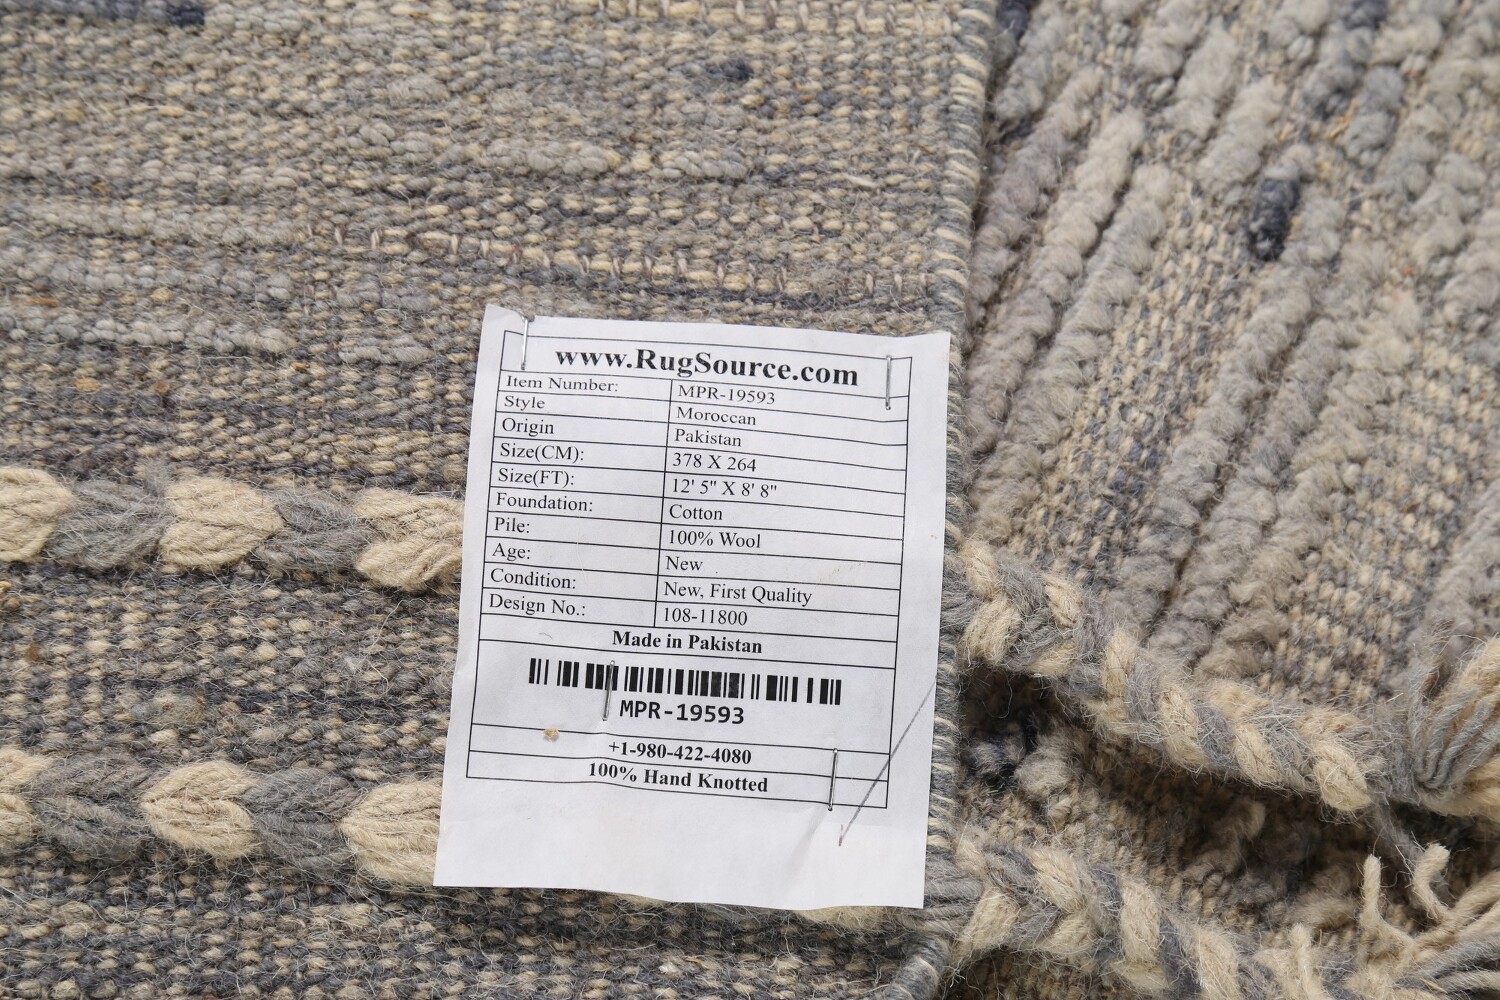 www.RugSource.com
Item Number: MPR-19593
Style Moroccan
Origin Pakistan
Size(CM): 378 X 264
Size(FT): 12' 5" X 8' 8"
Foundation: Cotton
Pile: 100% Wool
Age: New
Condition: New, First Quality
Design No.: 108-11800
Made in Pakistan
MPR-19593
+1-980-422-4080
100% Hand Knotted